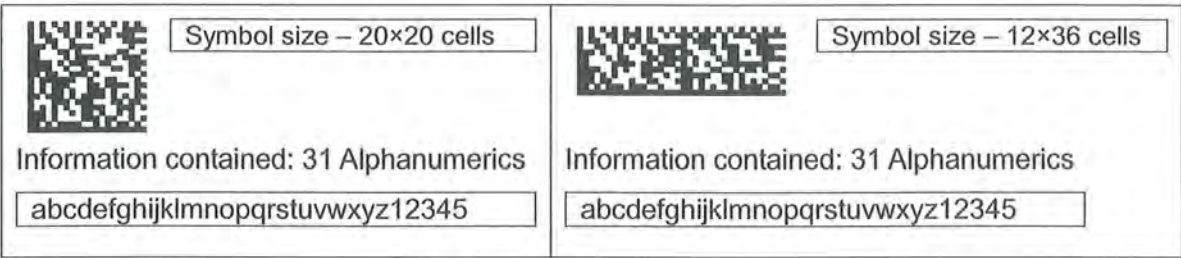 Symbol size – 20×20 cells
Information contained: 31 Alphanumerics
abcdefghijklmnopqrstuvwxyz12345
Symbol size – 12×36 cells
Information contained: 31 Alphanumerics
abcdefghijklmnopqrstuvwxyz12345